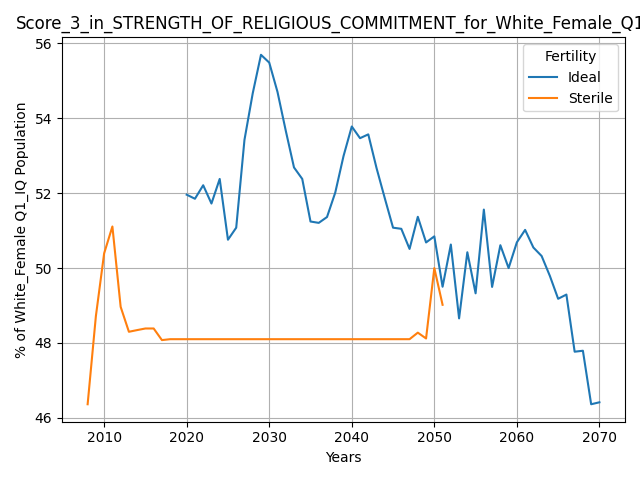 Score_3_in_STRENGTH_OF_RELIGIOUS_COMMITMENT_for_White_Female_Q1
Fertility
Ideal
Sterile
% of White_Female Q1_IQ Population
56
54
52
50
48
46
2010
2020
2030
2040
2050
2060
2070
Years